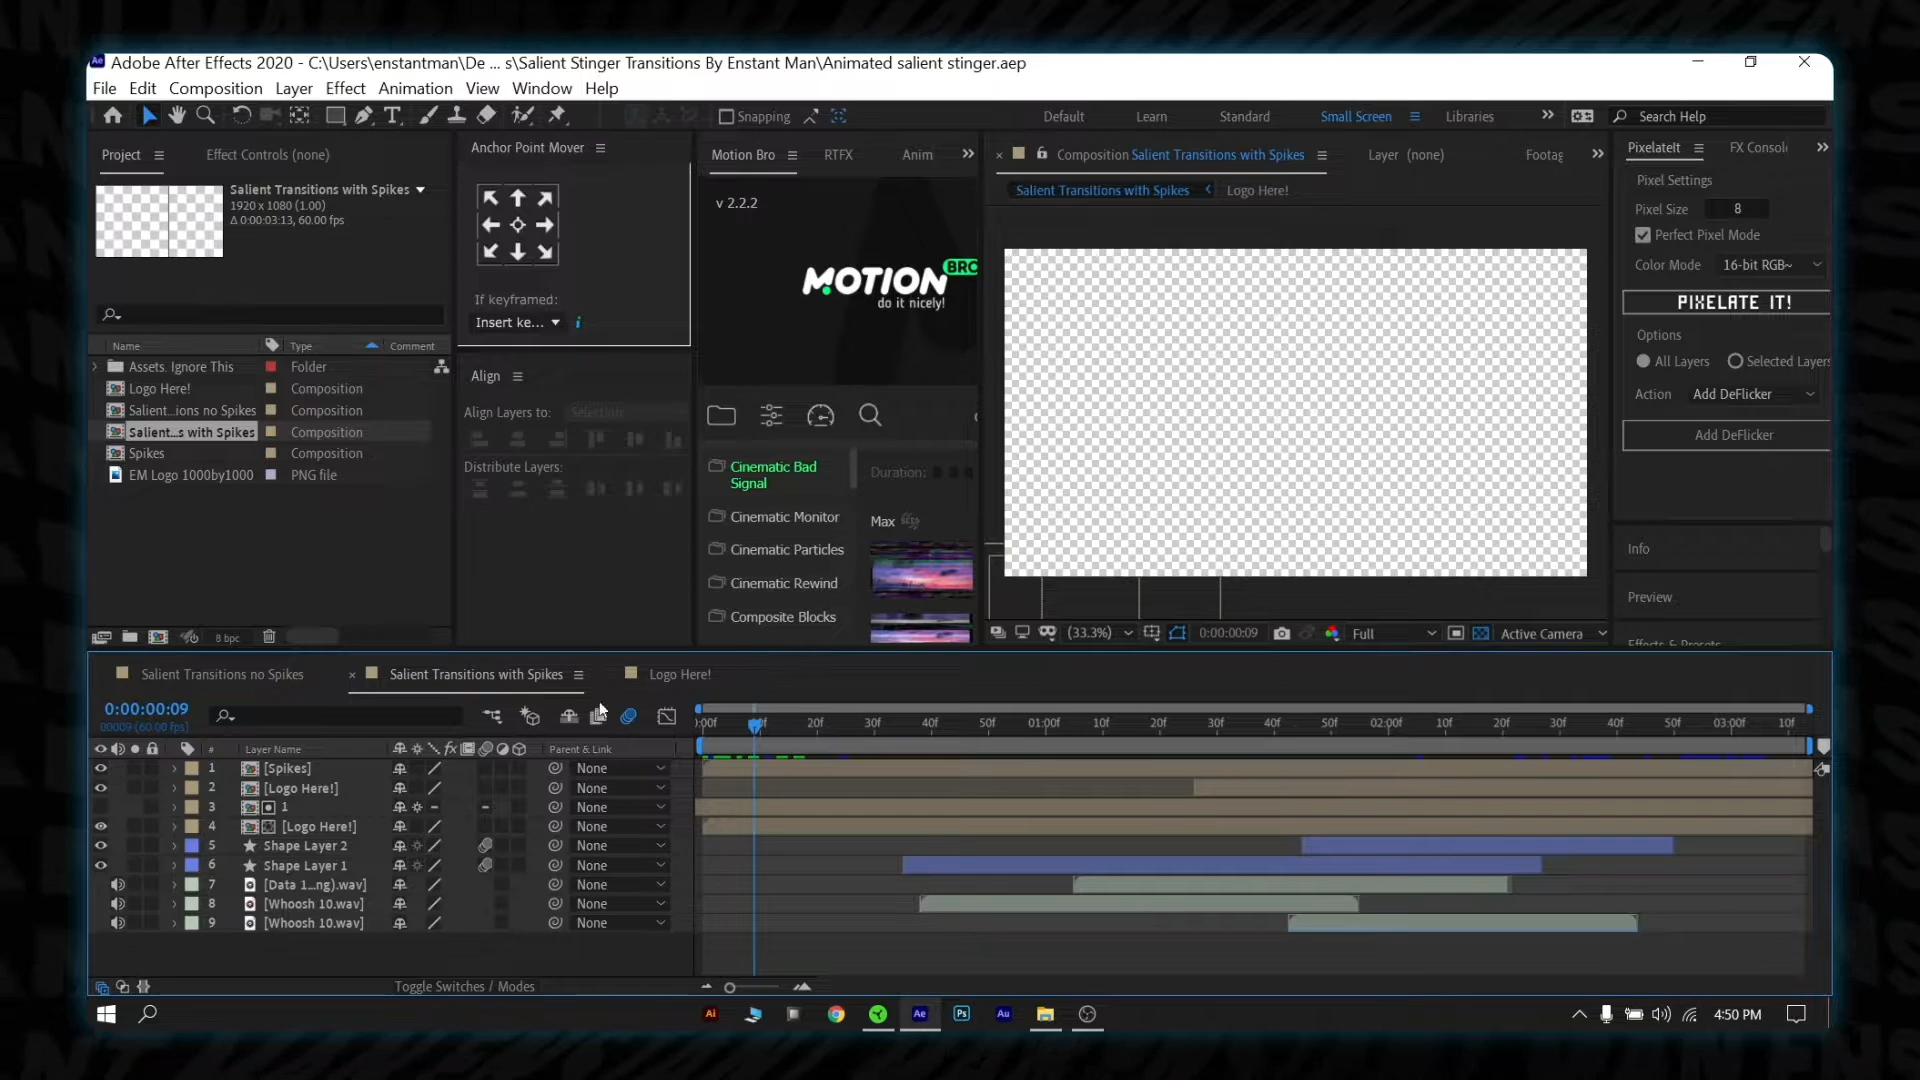 Adobe After Effects 2020 - C:\Users\enstantman\De ... s\Salient Stinger Transitions By Enstant Man\Animated salient stinger.aep
File Edit Composition Layer Effect Animation View Window Help
Snapping Default Learn Standard Small Screen Libraries Search Help
Project Effect Controls (none)
Salient Transitions with Spikes
1920 x 1080 (1.00)
Δ 0:00:03:13, 60.00 fps
Name Type Comment
Assets. Ignore This Folder
Logo Here! Composition
Salient...ions no Spikes Composition
Salient...s with Spikes Composition
Spikes Composition
EM Logo 1000by1000 PNG file
8 bpc
Anchor Point Mover
If keyframed:
Insert ke...
Align
Align Layers to: Selection
Distribute Layers:
Motion Bro RTFX Anim
v 2.2.2
MOTION BRO
do it nicely!
Cinematic Bad
Signal
Cinematic Monitor
Cinematic Particles
Cinematic Rewind
Composite Blocks
Duration:
Max
Composition Salient Transitions with Spikes Layer (none) Footag
Salient Transitions with Spikes Logo Here!
(33.3%) 0:00:00:09 Full Active Camera
PixelateIt FX Consol
Pixel Settings
Pixel Size 8
Perfect Pixel Mode
Color Mode 16-bit RGB~
PIXELATE IT!
Options
All Layers Selected Layers
Action Add DeFlicker
Add DeFlicker
Info
Preview
Effects & Presets
Salient Transitions no Spikes Salient Transitions with Spikes Logo Here!
0:00:00:09
00009 (60.00 fps)
):00f 20f 30f 40f 50f 01:00f 10f 20f 30f 40f 50f 02:00f 10f 20f 30f 40f 50f 03:00f 10f
# Layer Name fx Parent & Link
1 [Spikes] None
2 [Logo Here!] None
3 1 None
4 [Logo Here!] None
5 Shape Layer 2 None
6 Shape Layer 1 None
7 [Data 1...ng).wav] None
8 [Whoosh 10.wav] None
9 [Whoosh 10.wav] None
Toggle Switches / Modes
Ai Ae Ps Au 4:50 PM